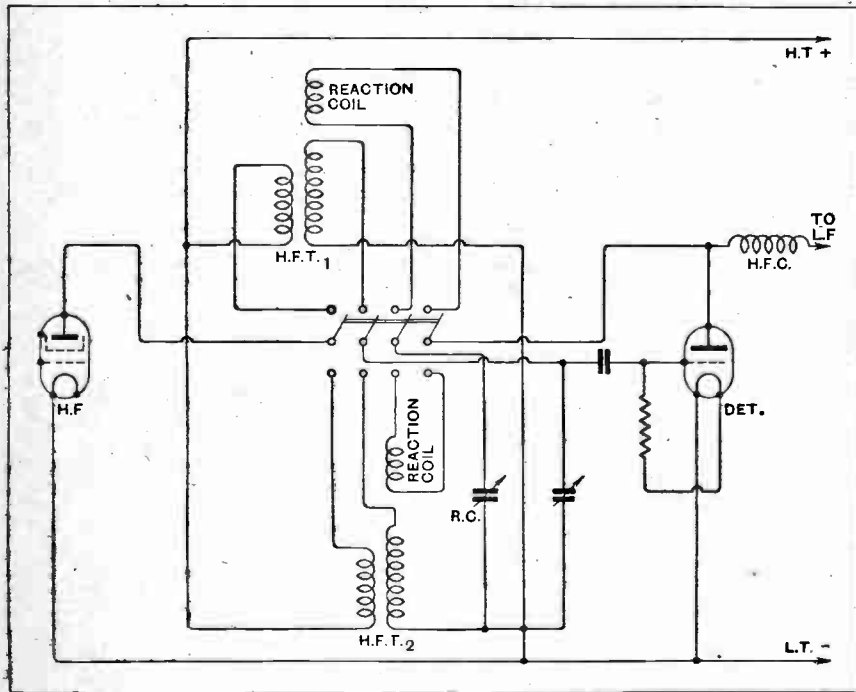 H.T +
REACTION
COIL
TO
L.F
H.F.T.1
H.F.C.
H.F
DET.
REACTION
COIL
R.C.
H.F.T.2
L.T. -